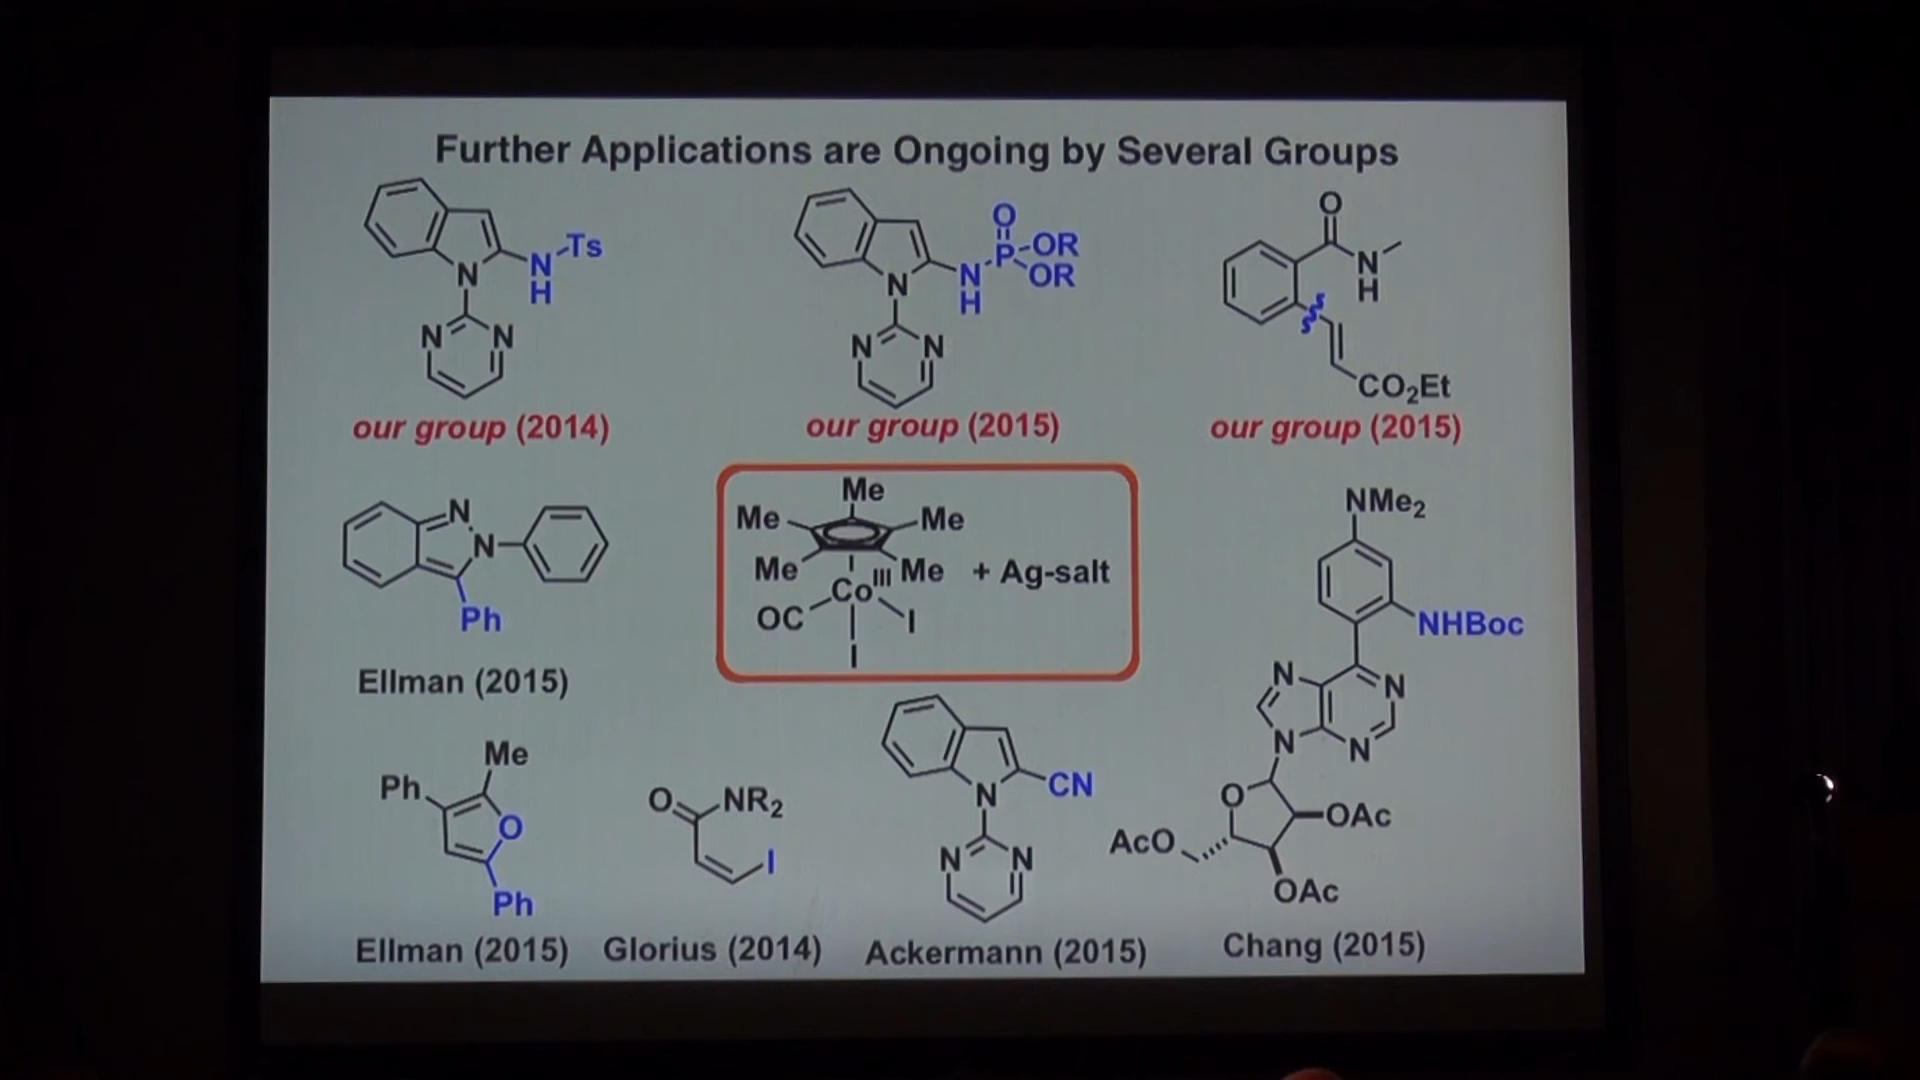 Further Applications are Ongoing by Several Groups
N
N
H
Ts
N
N
our group (2014)
N
N
H
O
P
OR
OR
N
N
our group (2015)
O
N
H
CO2Et
our group (2015)
N
N
Ph
Ellman (2015)
Me
Me
Me
Me
Me
Co III
OC
I
I
+ Ag-salt
NMe2
NHBoc
N
N
N
N
O
OAc
AcO
OAc
Chang (2015)
Me
Ph
O
Ph
Ellman (2015)
O
NR2
I
Glorius (2014)
N
CN
N
N
Ackermann (2015)